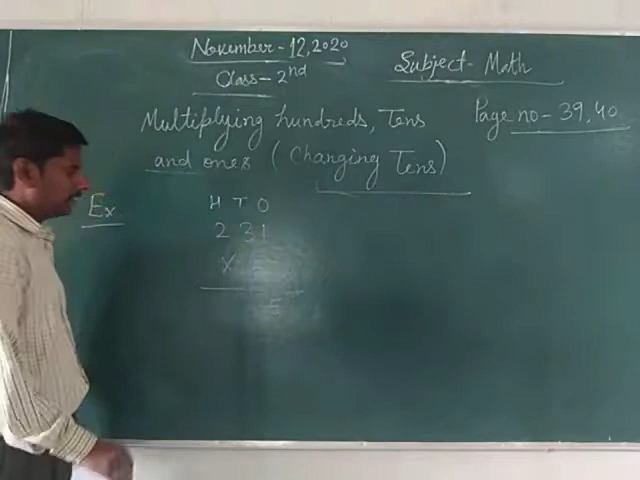 November - 12, 2020
Class - 2nd
Subject - Math
Page no - 39, 40
Multiplying hundreds, Tens
and ones (Changing Tens)
Ex
H T O
2 3 1
X
5